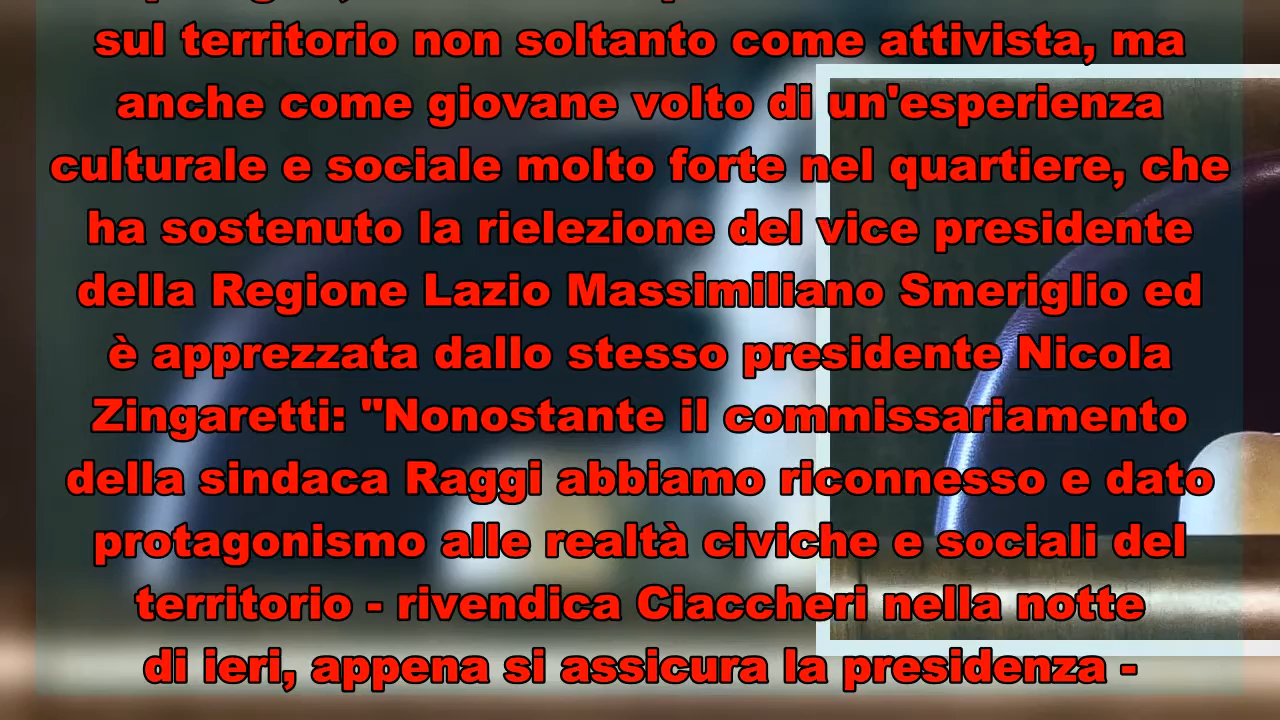 sul territorio non soltanto come attivista, ma
anche come giovane volto di un'esperienza
culturale e sociale molto forte nel quartiere, che
ha sostenuto la rielezione del vice presidente
della Regione Lazio Massimiliano Smeriglio ed
è apprezzata dallo stesso presidente Nicola
Zingaretti: "Nonostante il commissariamento
della sindaca Raggi abbiamo riconnesso e dato
protagonismo alle realtà civiche e sociali del
territorio - rivendica Ciaccheri nella notte
di ieri, appena si assicura la presidenza -